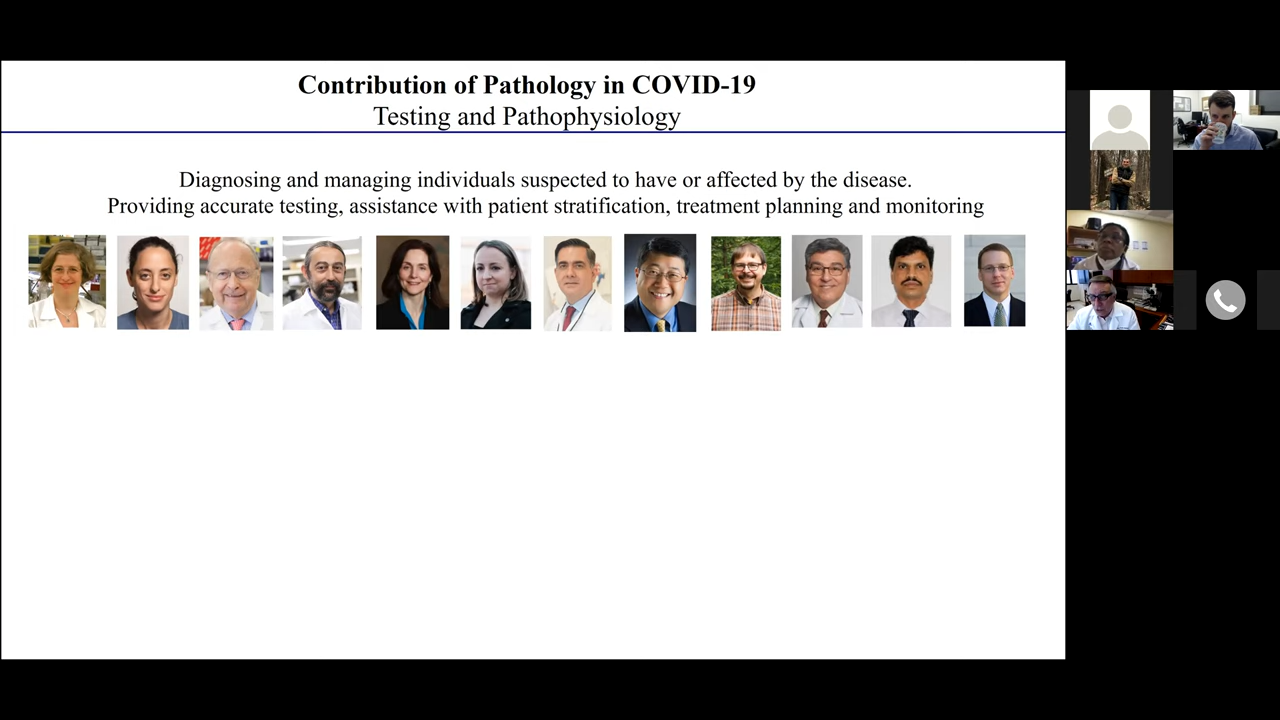 Contribution of Pathology in COVID-19
Testing and Pathophysiology
Diagnosing and managing individuals suspected to have or affected by the disease.
Providing accurate testing, assistance with patient stratification, treatment planning and monitoring